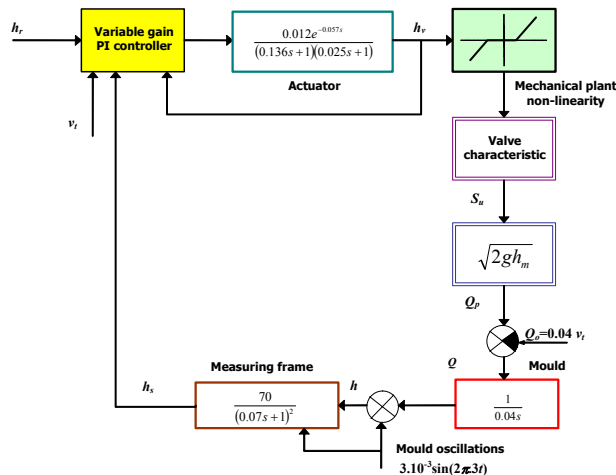 h_r
Variable gain
PI controller
0.012e^{-0.057s}
(0.136s+1)(0.025s+1)
h_v
Actuator
Mechanical plant
non-linearity
v_t
Valve
characteristic
S_u
√2gh_m
Q_p
Q_o=0.04 v_t
Measuring frame
Q
Mould
h_s
70
(0.07s+1)^2
h
1
0.04s
Mould oscillations
3.10^{-3}sin(2π3t)